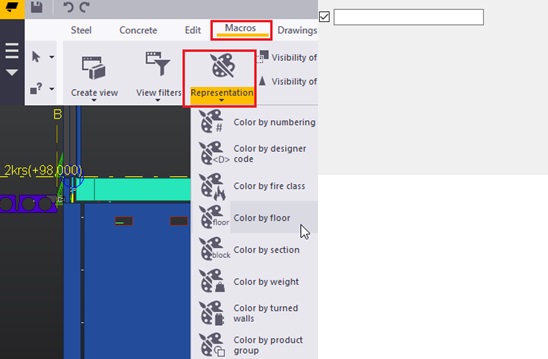 Steel Concrete Edit Macros Drawings
Create view View filters Representation
Visibility of
Visibility of
B
2krs(+98,000)
# Color by numbering
<D> Color by designer
code
Color by fire class
floor Color by floor
block Color by section
Color by weight
Color by turned
walls
Color by product
group